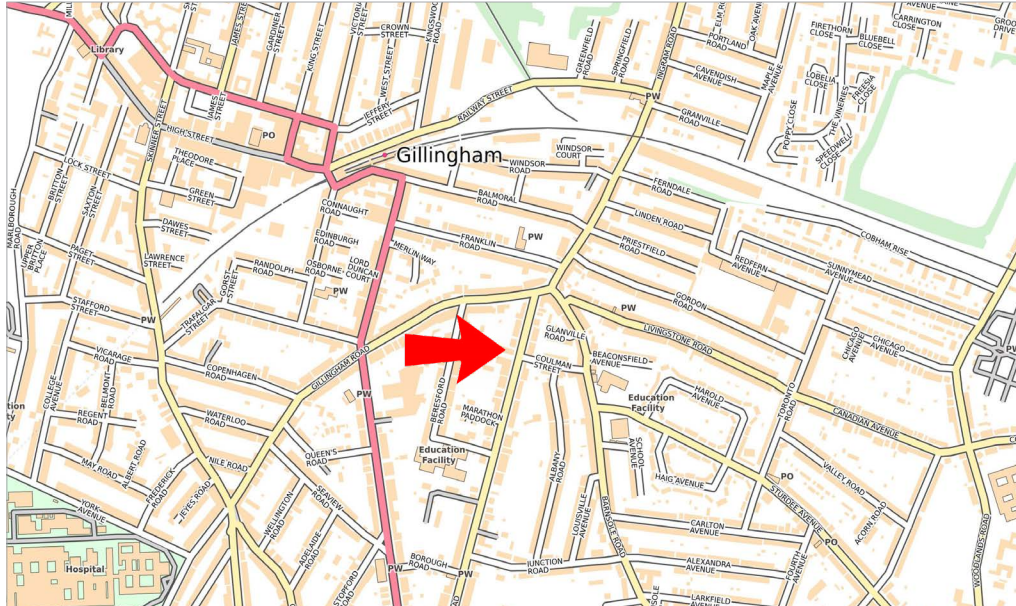 Library
SKINNER STREET
JAMES STREET
GARDINER STREET
KING STREET
CROWN STREET
WEST STREET
JEFFERY STREET
JAMES STREET
HIGH STREET
PO
RAILWAY STREET
GREENFIELD ROAD
SPRINGFIELD ROAD
INGRAM ROAD
PORTLAND ROAD
CAVENDISH AVENUE
OAK AVENUE
MAPLE AVENUE
PW
GRANVILLE ROAD
FIRETHORN CLOSE
CARRINGTON CLOSE
BLUEBELL CLOSE
LOBELIA CLOSE
FREESIA CLOSE
THE VINERIES
POPPY CLOSE
SPEEDWELL CLOSE
Gillingham
WINDSOR COURT
WINDSOR ROAD
BALMORAL ROAD
FERNDALE ROAD
LINDEN ROAD
PRIESTFIELD ROAD
REDFERN AVENUE
SUNNYMEAD AVENUE
COBHAM RISE
GORDON ROAD
LIVINGSTONE ROAD
CHICAGO AVENUE
CHICAGO AVENUE
THEODORE PLACE
GREEN STREET
LOCK STREET
BRITTON STREET
SAXTON STREET
MARLBOROUGH ROAD
UPPER BRITTON PLACE
PAGET STREET
DAWES STREET
LAWRENCE STREET
STAFFORD STREET
PW
TRAFALGAR STREET
GORST STREET
RANDOLPH ROAD
CONNAUGHT ROAD
EDINBURGH ROAD
OSBORNE ROAD
LORD DUNCAN COURT
PW
MERLIN WAY
FRANKLIN ROAD
PW
PW
GILLINGHAM ROAD
GLANVILLE ROAD
COULMAN STREET
BEACONSFIELD AVENUE
Education Facility
HAROLD AVENUE
TORONTO ROAD
CANADIAN AVENUE
VICARAGE ROAD
COPENHAGEN ROAD
COLLEGE AVENUE
BELMONT ROAD
REGENT ROAD
WATERLOO ROAD
NILE ROAD
MAY ROAD
ALBERT ROAD
FREDERICK ROAD
JEYES ROAD
YORK AVENUE
QUEEN'S ROAD
PW
BERESFORD ROAD
MARATHON PADDOCK
Education Facility
ALBANY ROAD
SCHOOL AVENUE
HAIG AVENUE
PO
STURDEE AVENUE
VALLEY ROAD
ACORN ROAD
WOODLANDS ROAD
SEAVIEW ROAD
WELLINGTON ROAD
ADELAIDE ROAD
STOPFORD ROAD
PW
BOROUGH ROAD
PW
JUNCTION ROAD
LOUISVILLE AVENUE
BARNSOLE ROAD
CARLTON AVENUE
ALEXANDRA AVENUE
FOURTH AVENUE
PO
LARKFIELD
Hospital